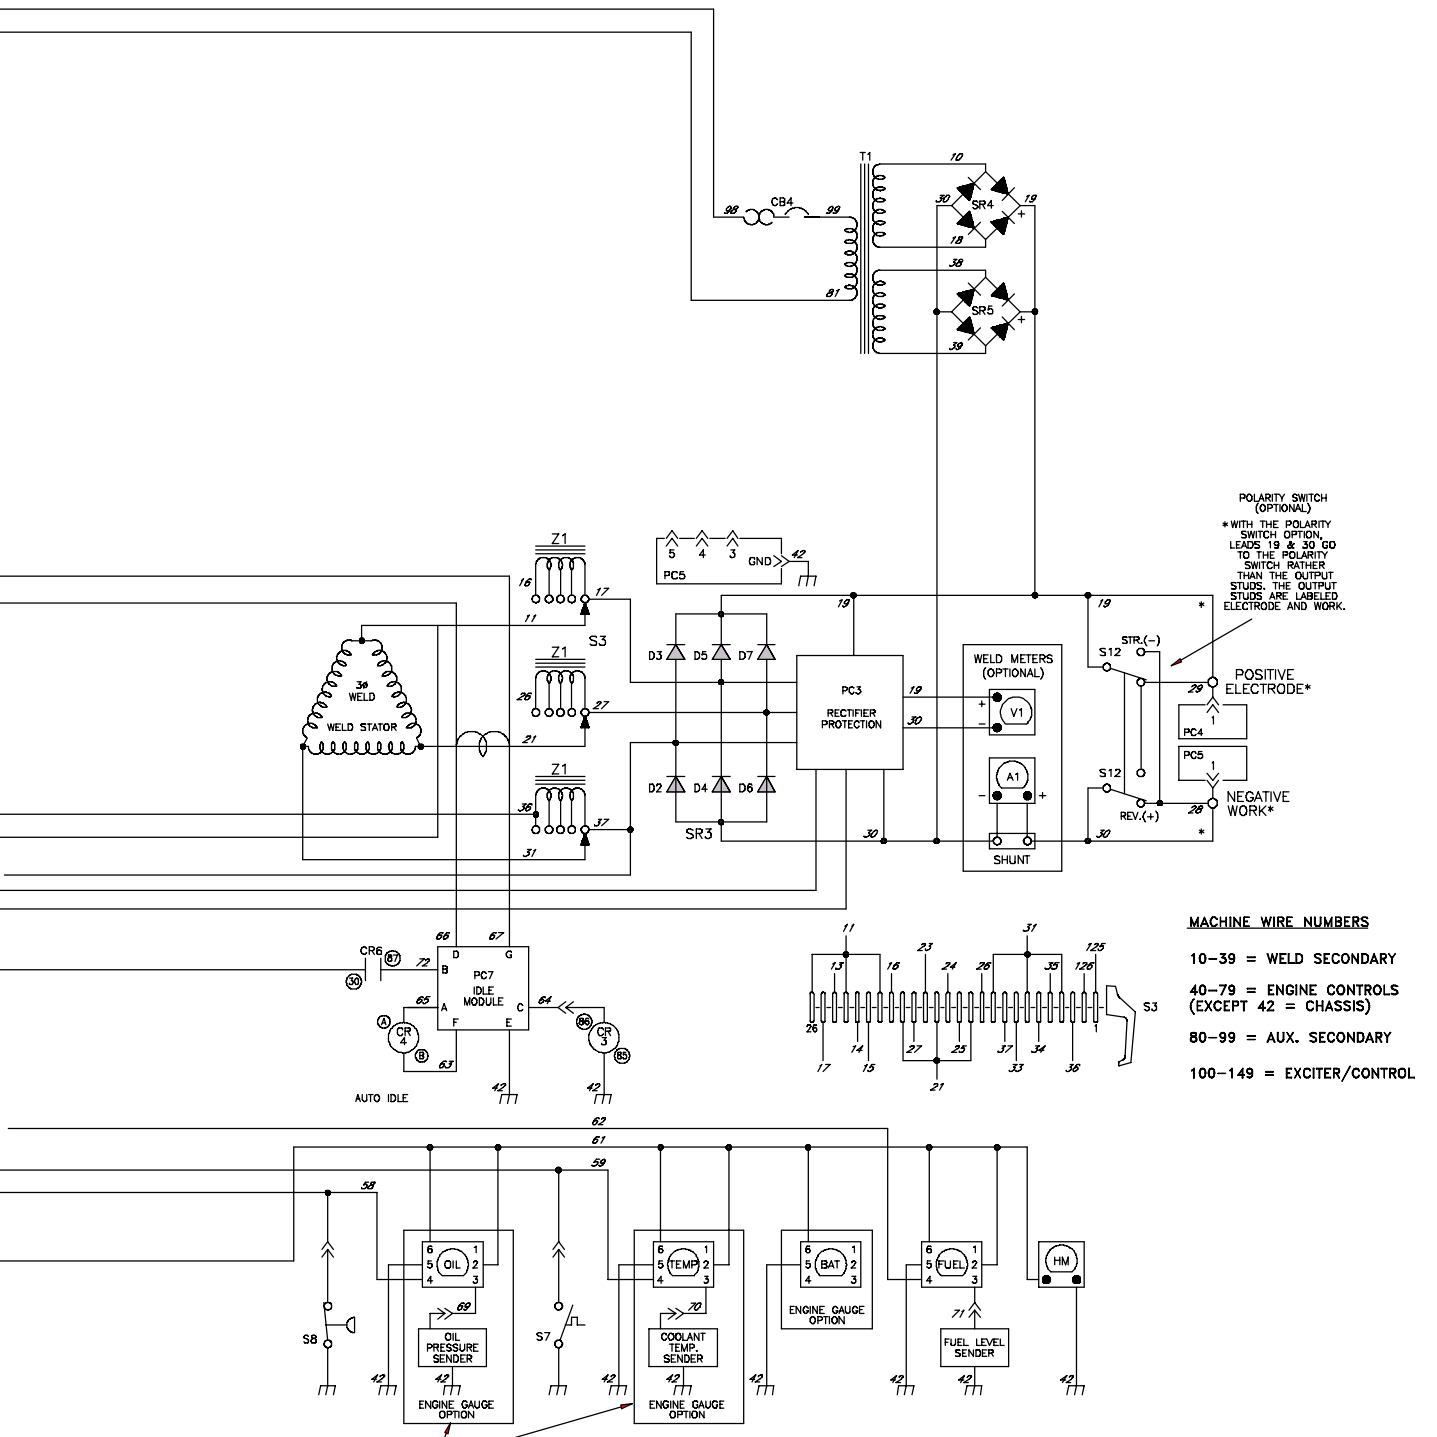 T1
10
30
SR4
19
+
98
CB4
99
18
38
81
SR5
+
39
POLARITY SWITCH
(OPTIONAL)
*WITH THE POLARITY
SWITCH OPTION,
LEADS 19 & 30 GO
TO THE POLARITY
SWITCH RATHER
THAN THE OUTPUT
STUDS. THE OUTPUT
STUDS ARE LABELED
ELECTRODE AND WORK.
Z1
16
17
5 4 3
GND
42
PC5
11
S3
19
19
*
3ø
WELD
WELD STATOR
Z1
26
27
21
D3 D5 D7
PC3
RECTIFIER
PROTECTION
19
30
WELD METERS
(OPTIONAL)
+
V1
-
A1
- +
SHUNT
STR.(-)
S12
29
POSITIVE
ELECTRODE*
1
PC4
PC5
1
S12
REV.(+)
28
NEGATIVE
WORK*
*
30
Z1
36
37
31
D2 D4 D6
SR3
30
66
67
CR6
87
30
72
D G
B
PC7
IDLE
MODULE
A C
F E
65
64
A
CR
4
B
63
86
CR
3
85
42
42
AUTO IDLE
11
13
16
23
24
26
31
35
126
125
26
1
S3
17
14
15
27
21
25
37
33
34
36
MACHINE WIRE NUMBERS
10-39 = WELD SECONDARY
40-79 = ENGINE CONTROLS
(EXCEPT 42 = CHASSIS)
80-99 = AUX. SECONDARY
100-149 = EXCITER/CONTROL
62
61
59
58
6 1
5 OIL 2
4 3
69
OIL
PRESSURE
SENDER
42
42
ENGINE GAUGE
OPTION
S8
S7
6 1
5 TEMP 2
4 3
70
COOLANT
TEMP.
SENDER
42
42
ENGINE GAUGE
OPTION
6 1
5 BAT 2
4 3
ENGINE GAUGE
OPTION
42
6 1
5 FUEL 2
4 3
71
FUEL LEVEL
SENDER
42
42
HM
42